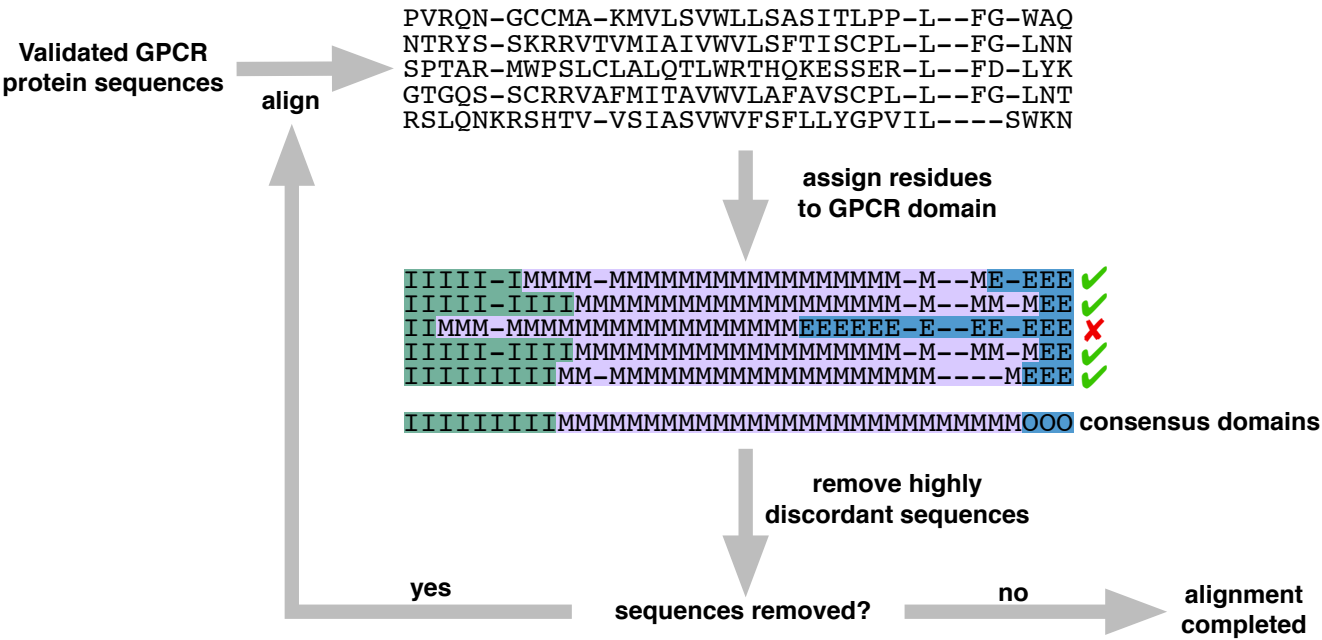 PVRQN-GCCMA-KMVLSVWLLSASITLPP-L--FG-WAQ
NTRYS-SKRRVTVMIAIVWVLSFTISCPL-L--FG-LNN
SPTAR-MWPSLCLALQTLWRTHQKESSER-L--FD-LYK
GTGQS-SCRRVAFMITAVWVLAFAVSCPL-L--FG-LNT
RSLQNKRSHTV-VSIASVWVFSFLLYGPVIL----SWKN
Validated GPCR
protein sequences
align
assign residues
to GPCR domain
IIIII-IMMMM-MMMMMMMMMMMMMMMMM-M--ME-EEE
IIIII-IIIIMMMMMMMMMMMMMMMMMMM-M--MM-MEE
IIMMM-MMMMMMMMMMMMMMMMMEEEEEE-E--EE-EEE
IIIII-IIIIMMMMMMMMMMMMMMMMMMM-M--MM-MEE
IIIIIIIIIMM-MMMMMMMMMMMMMMMMMMM----MEEE
IIIIIIIIIMMMMMMMMMMMMMMMMMMMMMMMMMMMOOO consensus domains
remove highly
discordant sequences
yes
sequences removed?
no
alignment
completed